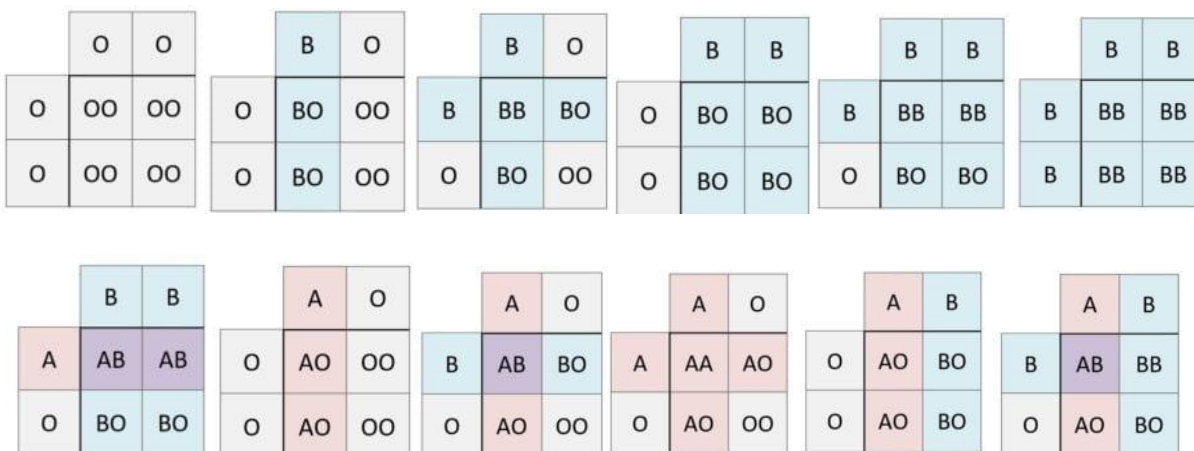 O O B O B O B B B B B B
O OO OO O BO OO B BB BO O BO BO B BB BB B BB BB
O OO OO O BO OO O BO OO O BO BO O BO BO B BB BB
B B A O A O A O A B A B
A AB AB O AO OO B AB BO A AA AO O AO BO B AB BB
O BO BO O AO OO O AO OO O AO OO O AO BO O AO BO